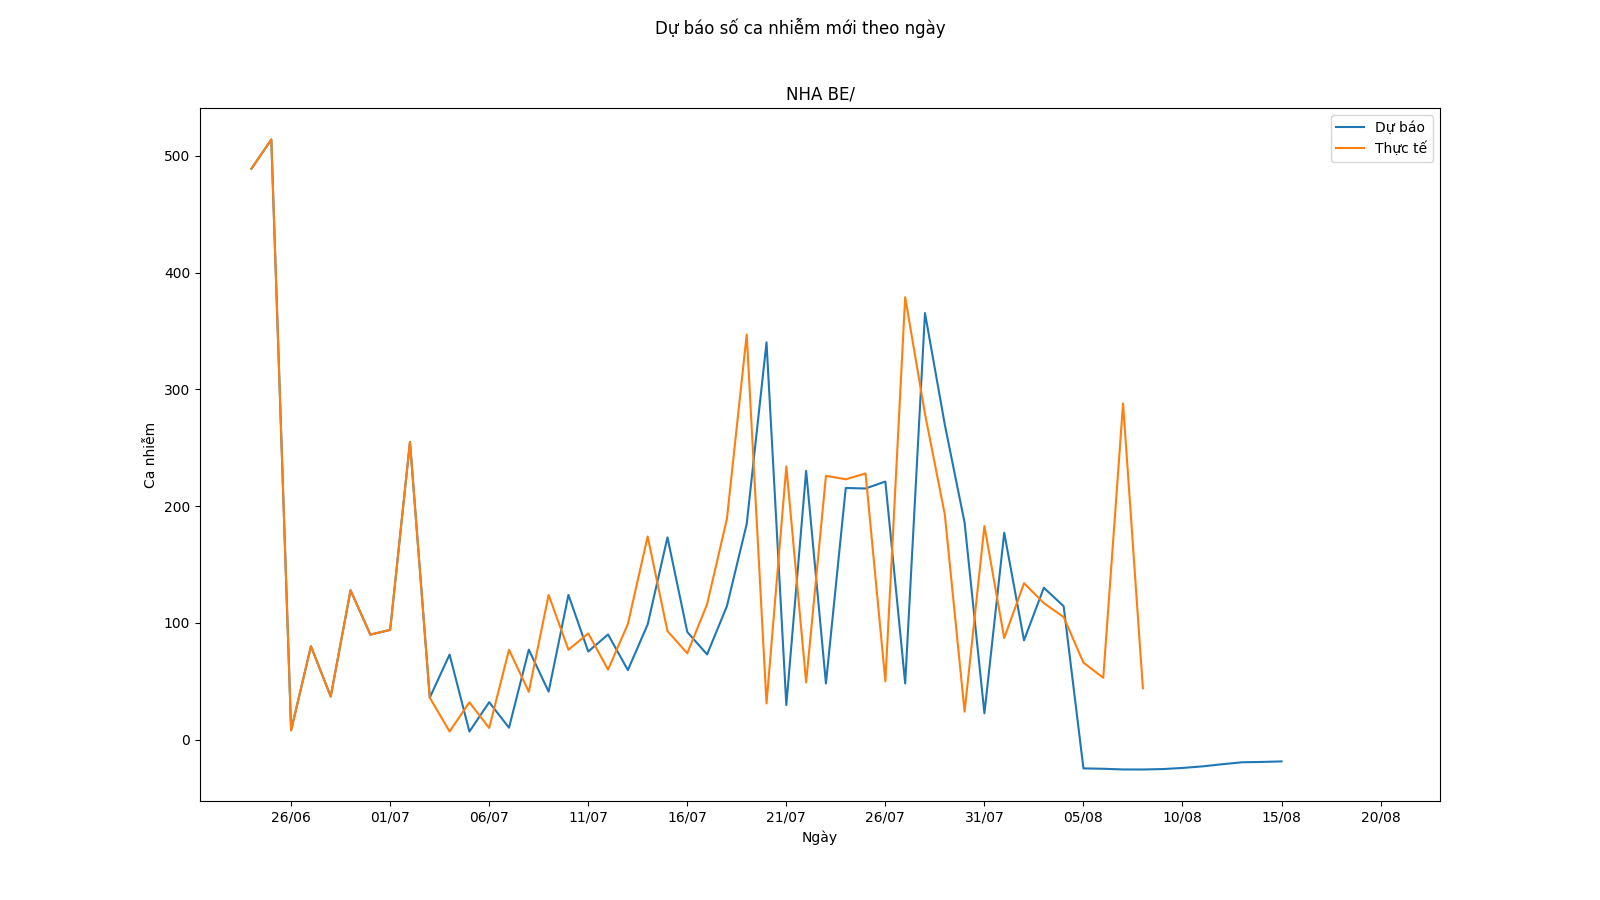 Dự báo số ca nhiễm mới theo ngày
NHA BE/
Dự báo
Thực tế
500
400
300
200
100
0
Ca nhiễm
26/06 01/07 06/07 11/07 16/07 21/07 26/07 31/07 05/08 10/08 15/08 20/08
Ngày